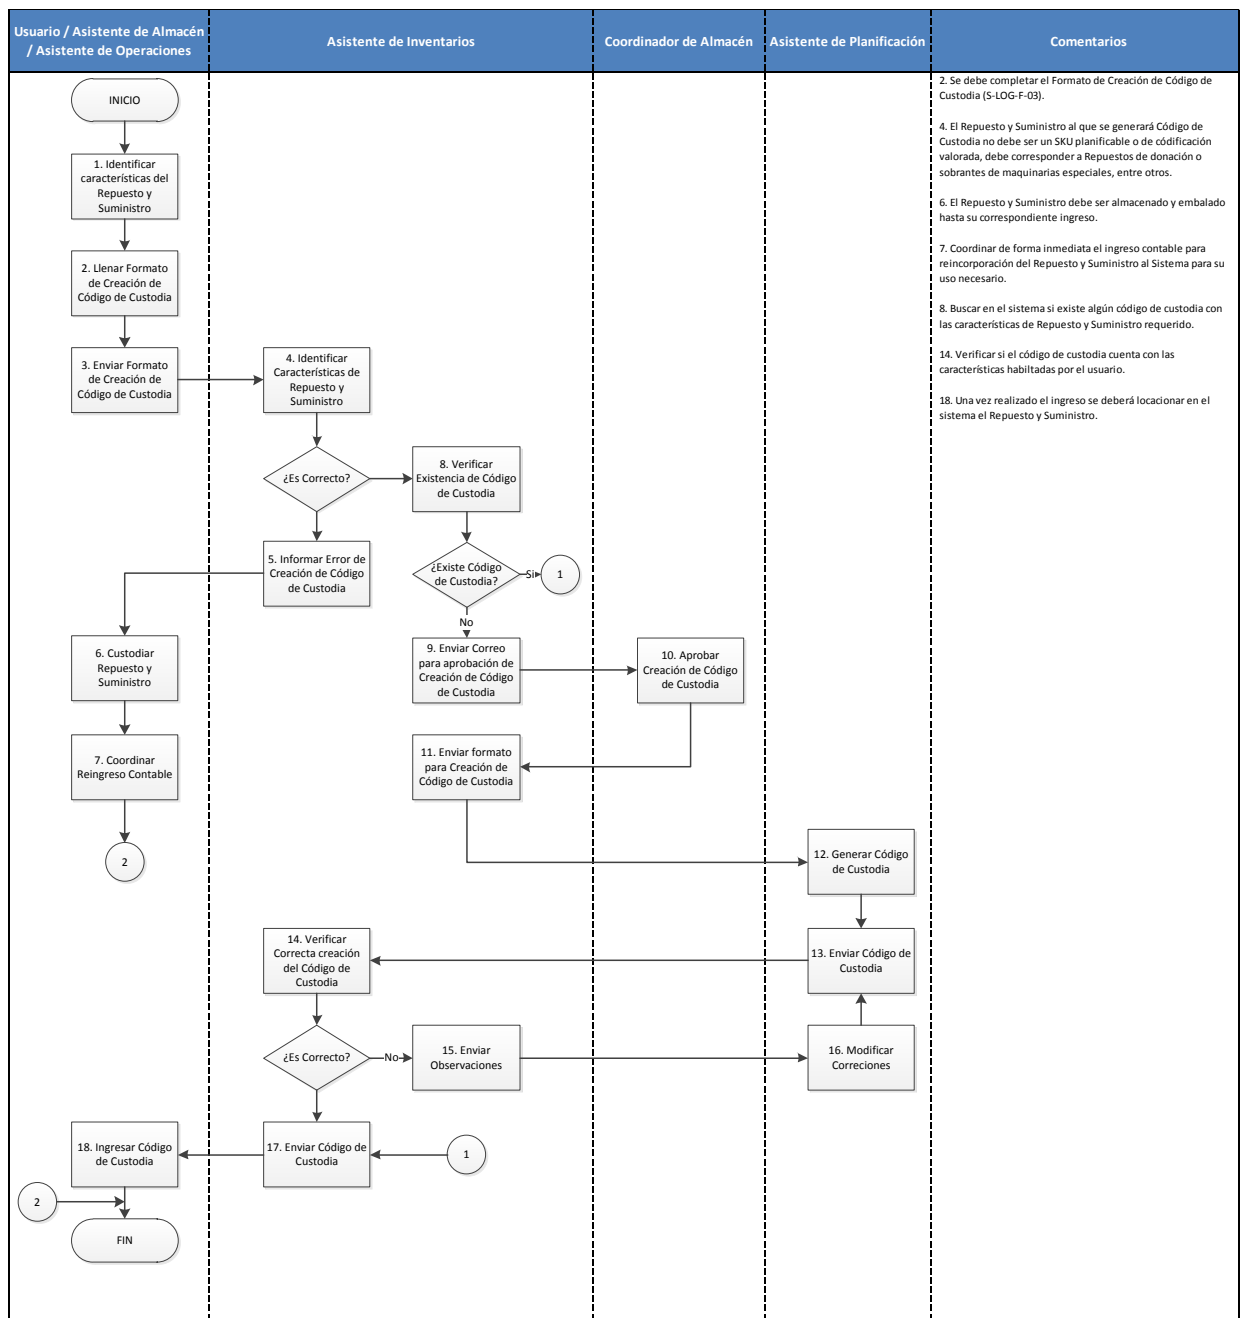 Usuario / Asistente de Almacén
/ Asistente de Operaciones
Asistente de Inventarios
Coordinador de Almacén
Asistente de Planificación
Comentarios
INICIO
1. Identificar
características del
Repuesto y
Suministro
2. Llenar Formato
de Creación de
Código de Custodia
3. Enviar Formato
de Creación de
Código de Custodia
4. Identificar
Características de
Repuesto y
Suministro
¿Es Correcto?
8. Verificar
Existencia de Código
de Custodia
5. Informar Error de
Creación de Código
de Custodia
¿Existe Código
de Custodia?
Si
1
No
6. Custodiar
Repuesto y
Suministro
9. Enviar Correo
para aprobación de
Creación de Código
de Custodia
10. Aprobar
Creación de Código
de Custodia
7. Coordinar
Reingreso Contable
11. Enviar formato
para Creación de
Código de Custodia
2
12. Generar Código
de Custodia
14. Verificar
Correcta creación
del Código de
Custodia
13. Enviar Código de
Custodia
¿Es Correcto?
No
15. Enviar
Observaciones
16. Modificar
Correciones
18. Ingresar Código
de Custodia
17. Enviar Código de
Custodia
1
2
FIN
2. Se debe completar el Formato de Creación de Código de
Custodia (S-LOG-F-03).
4. El Repuesto y Suministro al que se generará Código de
Custodia no debe ser un SKU planificable o de códificación
valorada, debe corresponder a Repuestos de donación o
sobrantes de maquinarias especiales, entre otros.
6. El Repuesto y Suministro debe ser almacenado y embalado
hasta su correspondiente ingreso.
7. Coordinar de forma inmediata el ingreso contable para
reincorporación del Repuesto y Suministro al Sistema para su
uso necesario.
8. Buscar en el sistema si existe algún código de custodia con
las características de Repuesto y Suministro requerido.
14. Verificar si el código de custodia cuenta con las
características habiltadas por el usuario.
18. Una vez realizado el ingreso se deberá locacionar en el
sistema el Repuesto y Suministro.